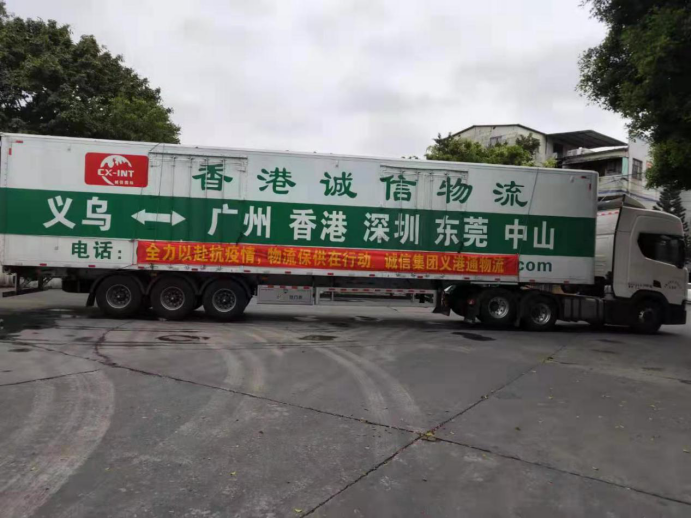 CX-INT
香港诚信物流
义乌 ↔ 广州 香港 深圳 东莞 中山
电话:
全力以赴抗疫情,物流保供在行动 诚信集团义港通物流
com